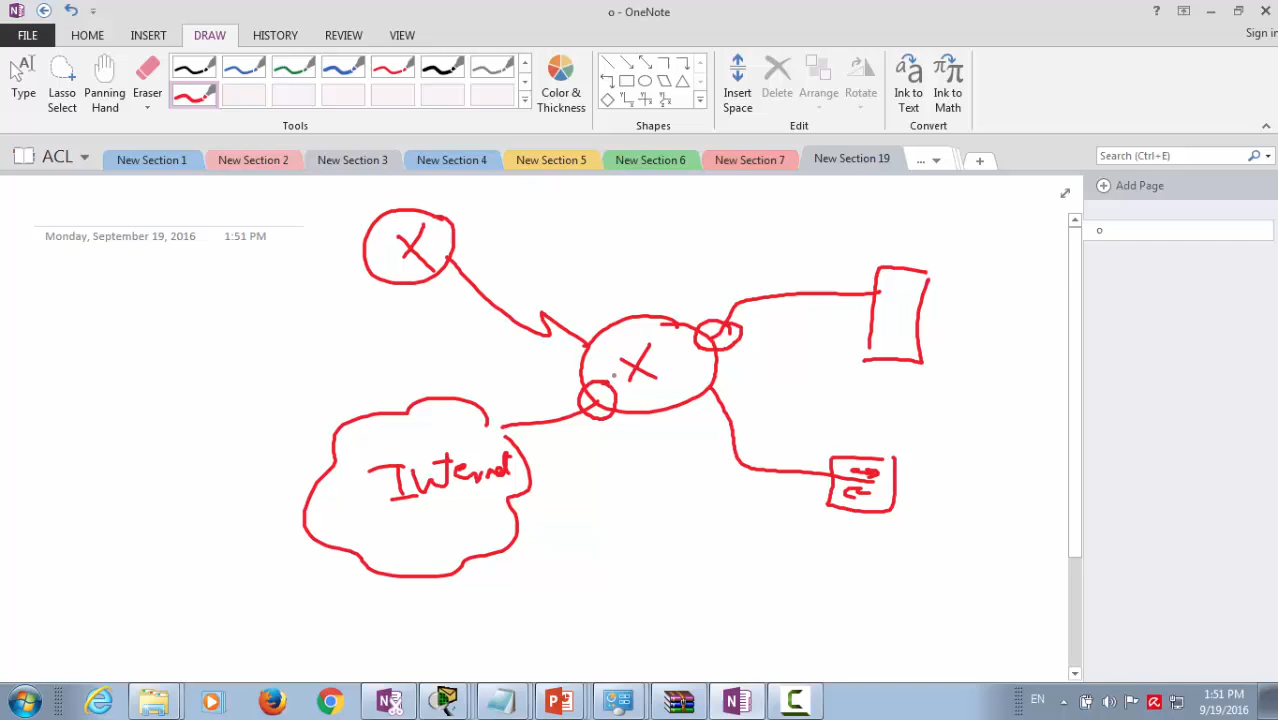 o - OneNote
?
Sign in
FILE HOME INSERT DRAW HISTORY REVIEW VIEW
Type
Lasso Select
Panning Hand
Eraser
Color & Thickness
Insert Space
Delete
Arrange
Rotate
Ink to Text
Ink to Math
Tools
Shapes
Edit
Convert
ACL
New Section 1
New Section 2
New Section 3
New Section 4
New Section 5
New Section 6
New Section 7
New Section 19
...
Search (Ctrl+E)
Add Page
o
Monday, September 19, 2016 1:51 PM
X
X
Internet
EN
1:51 PM
9/19/2016